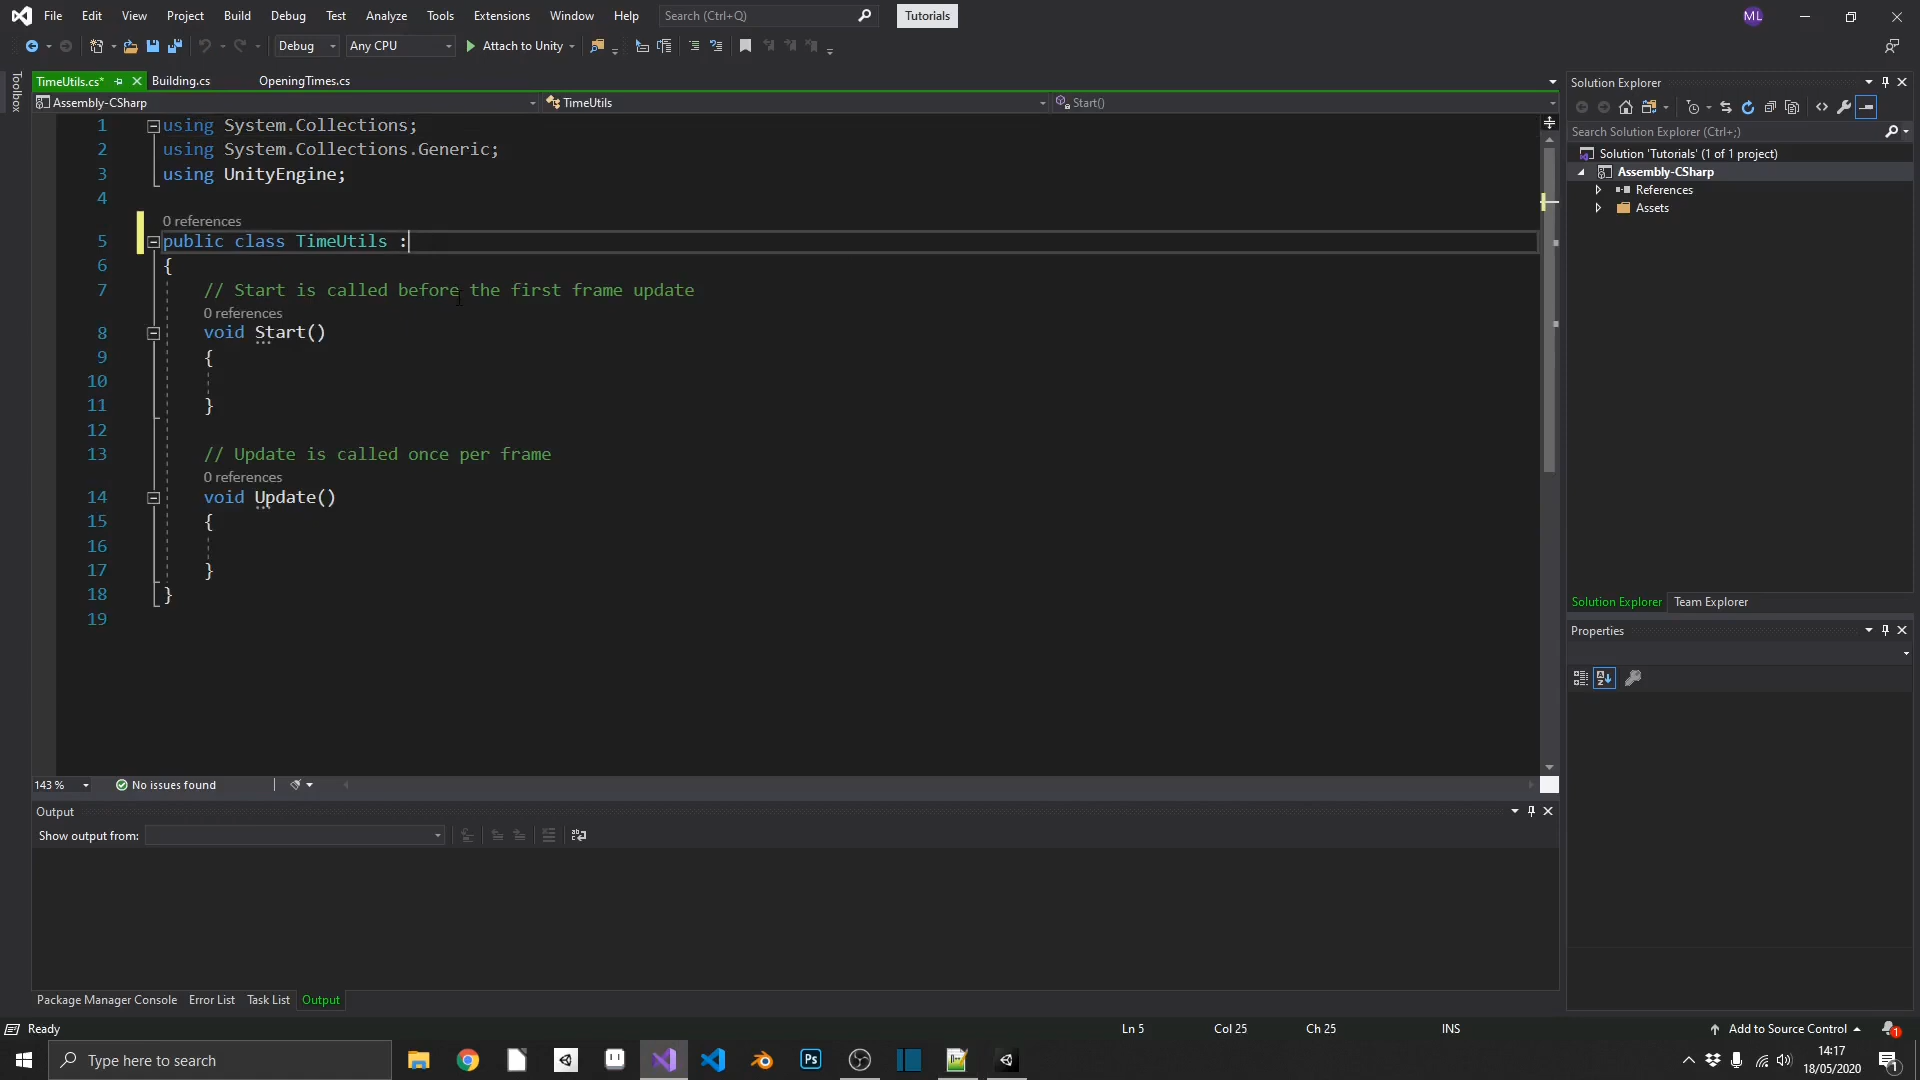 File Edit View Project Build Debug Test Analyze Tools Extensions Window Help Search (Ctrl+Q) Tutorials ML
Debug Any CPU Attach to Unity
Toolbox
TimeUtils.cs* Building.cs OpeningTimes.cs
Assembly-CSharp TimeUtils Start()
1 using System.Collections;
2 using System.Collections.Generic;
3 using UnityEngine;
4
0 references
5 public class TimeUtils :
6 {
7 // Start is called before the first frame update
0 references
8 void Start()
9 {
10
11 }
12
13 // Update is called once per frame
0 references
14 void Update()
15 {
16
17 }
18 }
19
143 % No issues found
Output
Show output from:
Package Manager Console Error List Task List Output
Solution Explorer
Search Solution Explorer (Ctrl+;)
Solution 'Tutorials' (1 of 1 project)
Assembly-CSharp
References
Assets
Solution Explorer Team Explorer
Properties
Ready Ln 5 Col 25 Ch 25 INS Add to Source Control 1
Type here to search Ps 14:17
18/05/2020 1